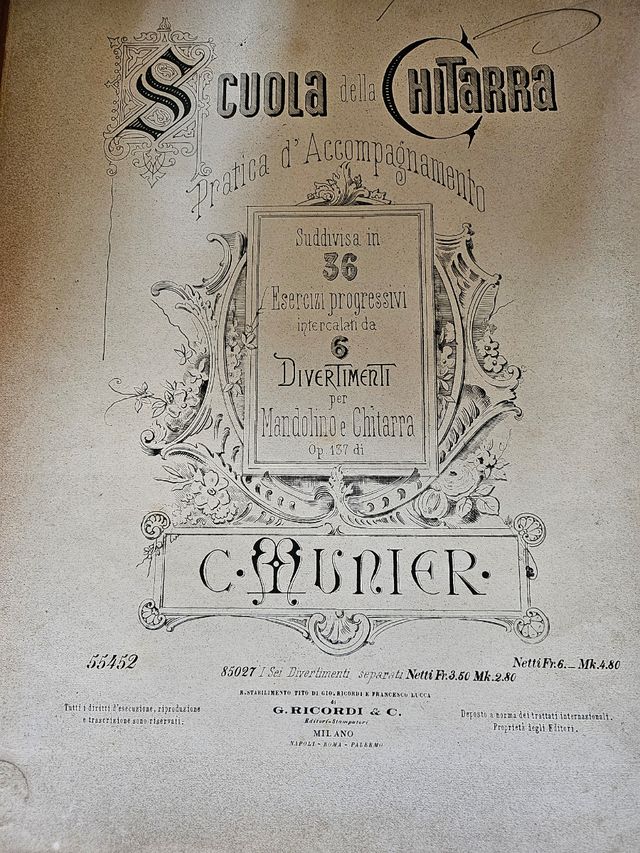 Scuola della Chitarra
Pratica d'Accompagnamento
Suddivisa in
36
Esercizi progressivi
intercalati da
6
Divertimenti
per
Mandolino e Chitarra
Op. 137 di
C. Munier.
55452
Netti Fr. 6._ Mk. 4.80
85027 I Sei Divertimenti separati Netti Fr. 3.50 Mk. 2.80
R. STABILIMENTO TITO DI GIO. RICORDI E FRANCESCO LUCCA
di
G. RICORDI & C.
Editori-Stampatori
MILANO
NAPOLI - ROMA - PALERMO
Tutti i diritti d'esecuzione, riproduzione
e trascrizione sono riservati.
Deposto a norma dei trattati internazionali.
Proprietà degli Editori.